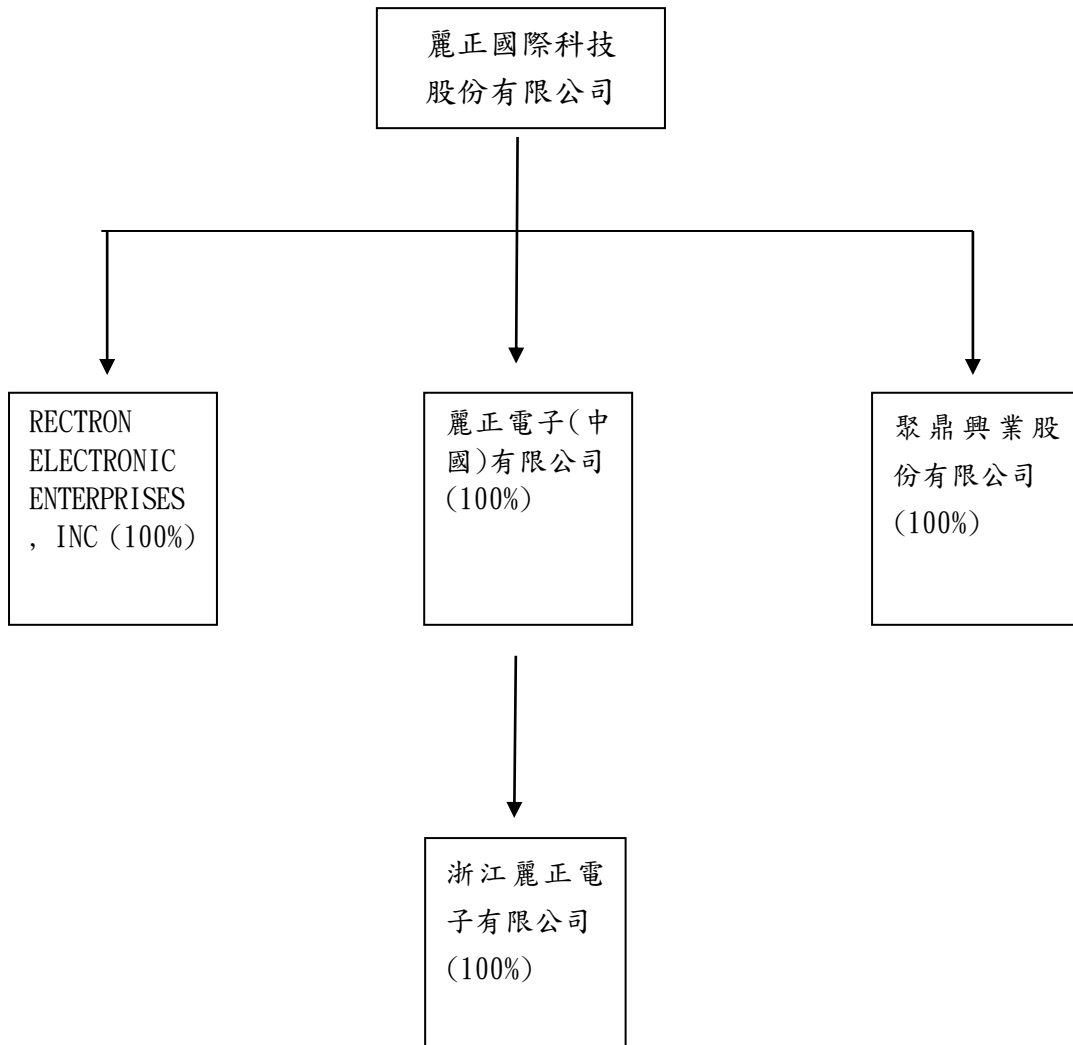 麗正國際科技
股份有限公司
RECTRON
ELECTRONIC
ENTERPRISES
, INC (100%)
麗正電子(中
國)有限公司
(100%)
聚鼎興業股
份有限公司
(100%)
浙江麗正電
子有限公司
(100%)